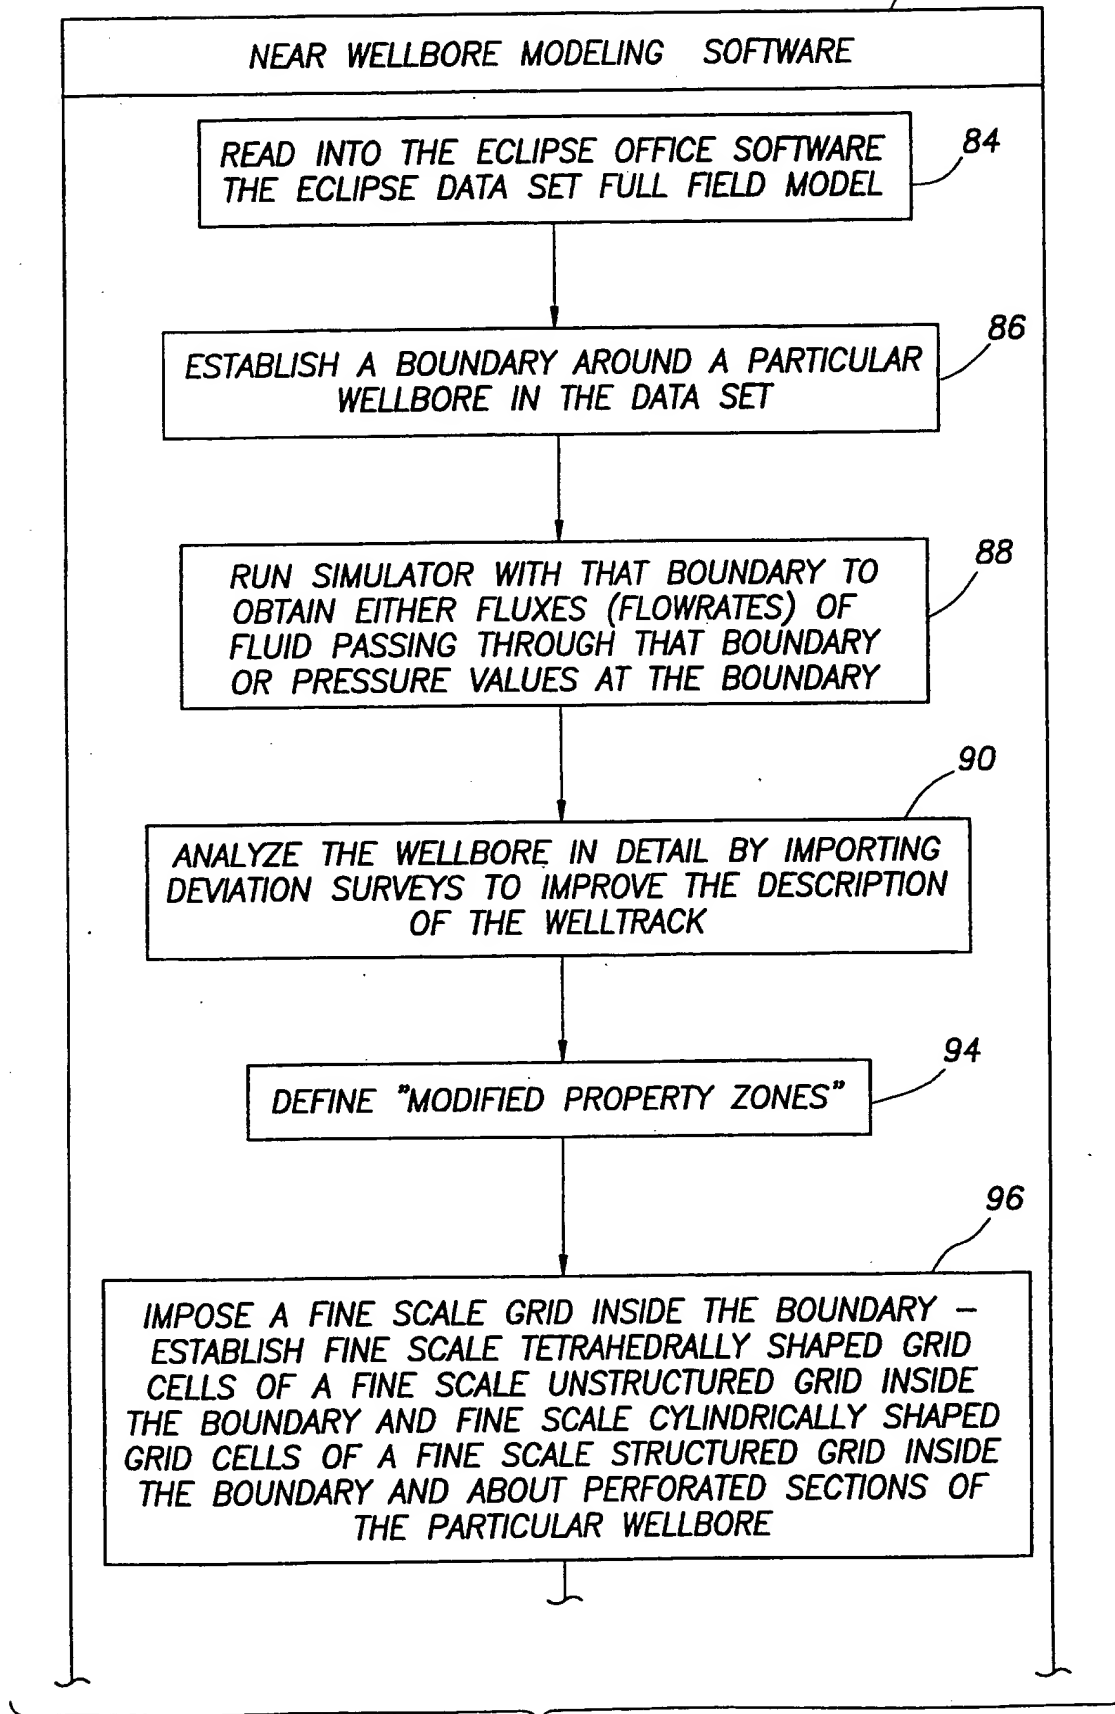 NEAR WELLBORE MODELING SOFTWARE
READ INTO THE ECLIPSE OFFICE SOFTWARE
THE ECLIPSE DATA SET FULL FIELD MODEL
84
ESTABLISH A BOUNDARY AROUND A PARTICULAR
WELLBORE IN THE DATA SET
86
RUN SIMULATOR WITH THAT BOUNDARY TO
OBTAIN EITHER FLUXES (FLOWRATES) OF
FLUID PASSING THROUGH THAT BOUNDARY
OR PRESSURE VALUES AT THE BOUNDARY
88
ANALYZE THE WELLBORE IN DETAIL BY IMPORTING
DEVIATION SURVEYS TO IMPROVE THE DESCRIPTION
OF THE WELLTRACK
90
DEFINE "MODIFIED PROPERTY ZONES"
94
IMPOSE A FINE SCALE GRID INSIDE THE BOUNDARY –
ESTABLISH FINE SCALE TETRAHEDRALLY SHAPED GRID
CELLS OF A FINE SCALE UNSTRUCTURED GRID INSIDE
THE BOUNDARY AND FINE SCALE CYLINDRICALLY SHAPED
GRID CELLS OF A FINE SCALE STRUCTURED GRID INSIDE
THE BOUNDARY AND ABOUT PERFORATED SECTIONS OF
THE PARTICULAR WELLBORE
96